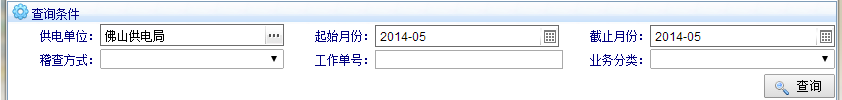 查询条件
供电单位： 佛山供电局 ... 起始月份： 2014-05 截止月份： 2014-05
稽查方式： 工作单号： 业务分类：
查询